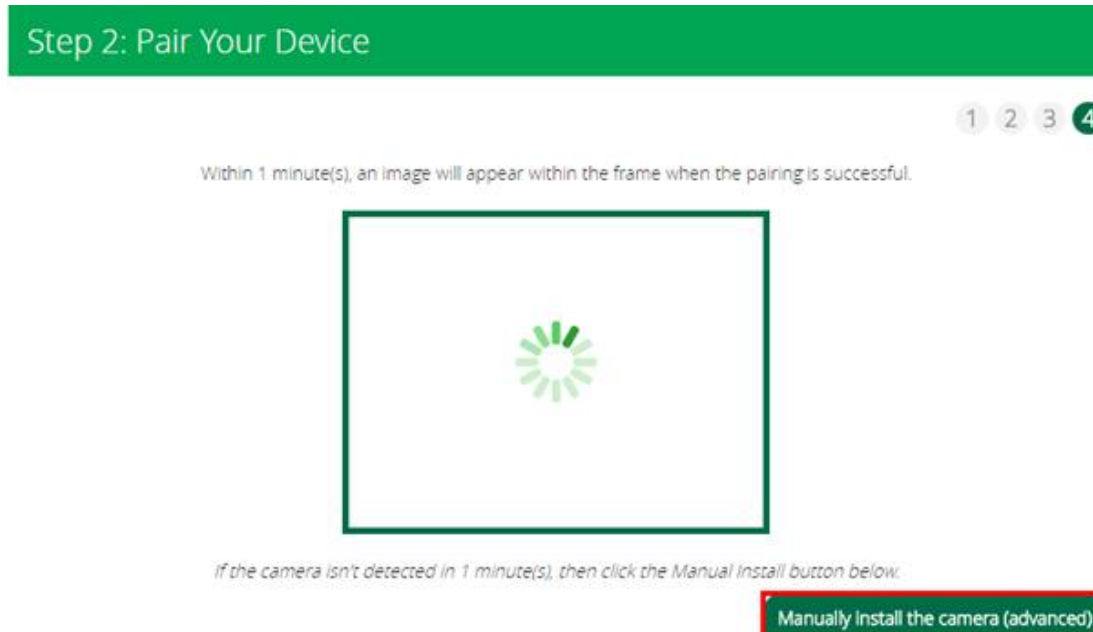 Step 2: Pair Your Device
1 2 3 4
Within 1 minute(s), an image will appear within the frame when the pairing is successful.
If the camera isn't detected in 1 minute(s), then click the Manual Install button below.
Manually install the camera (advanced)